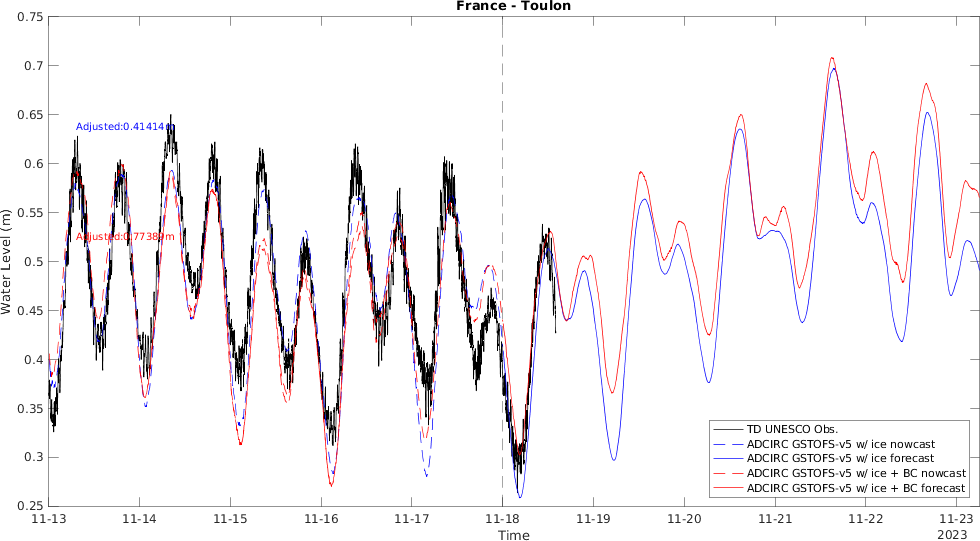 France - Toulon
0.75
0.7
0.65
0.6
0.55
0.5
0.45
0.4
0.35
0.3
0.25
Water Level (m)
Adjusted:0.41414m
Adjusted:0.77389m
TD UNESCO Obs.
ADCIRC GSTOFS-v5 w/ ice nowcast
ADCIRC GSTOFS-v5 w/ ice forecast
ADCIRC GSTOFS-v5 w/ ice + BC nowcast
ADCIRC GSTOFS-v5 w/ ice + BC forecast
11-13 11-14 11-15 11-16 11-17 11-18 11-19 11-20 11-21 11-22 11-23
Time
2023